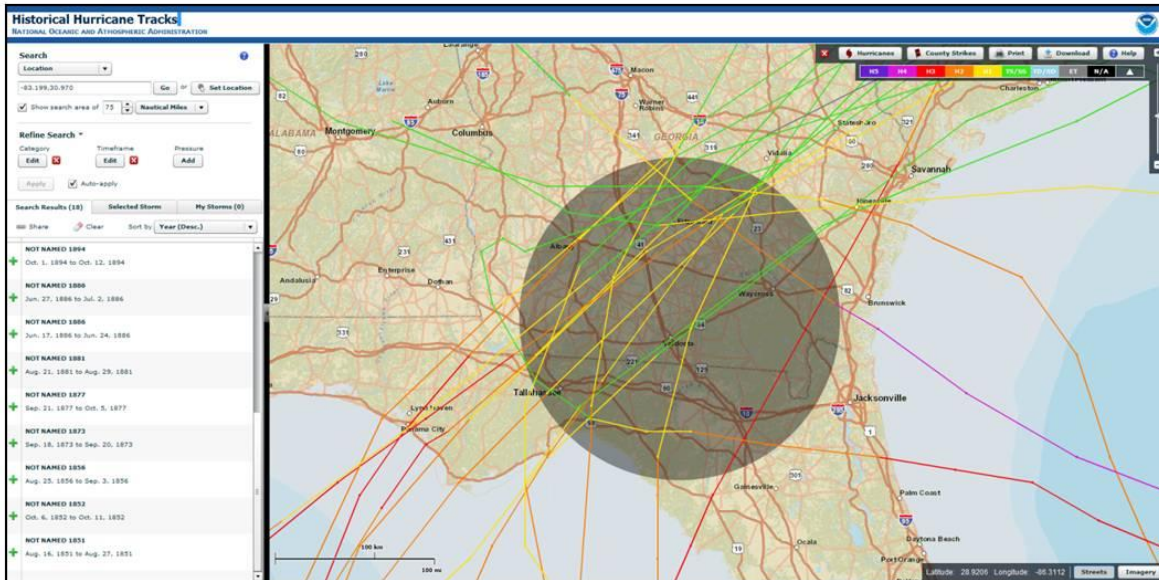 Historical Hurricane Tracks
NATIONAL OCEANIC AND ATHOSPHERIC ADMINISTRATION
Search
Location
-83.199,30.970
Go
or
Set Location
Show search area of 75 Nautical Miles
Refine Search
Category
Timeframe
Pressure
Edit
Edit
Add
Apply
Auto-apply
Search Results (18)
Selected Storm
My Storms (0)
Share
Clear
Sort by Year (Desc.)
NOT NAMED 1894
Oct. 1, 1894 to Oct. 12, 1894
NOT NAMED 1886
Jun. 27, 1886 to Jul. 2, 1886
NOT NAMED 1886
Jun. 17, 1886 to Jun. 24, 1886
NOT NAMED 1881
Aug. 21, 1881 to Aug. 29, 1881
NOT NAMED 1877
Sep. 21, 1877 to Oct. 5, 1877
NOT NAMED 1873
Sep. 18, 1873 to Sep. 20, 1873
NOT NAMED 1856
Aug. 25, 1856 to Sep. 3, 1856
NOT NAMED 1852
Oct. 6, 1852 to Oct. 11, 1852
NOT NAMED 1851
Aug. 16, 1851 to Aug. 27, 1851
Hurricanes
County Strikes
Print
Download
Help
H5
H4
H3
H2
H1
TS/SS
TD/SD
ET
N/A
Macon
Warner
Robins
Auburn
Montgomery
Columbus
ALABAMA
GEORGIA
Vidalia
Charleston
Savannah
Hinesville
Albany
Enterprise
Dothan
Andalusia
Waycross
Brunswick
Valdosta
Tallahassee
Lynn Haven
Panama City
Jacksonville
Gainesville
Palm Coast
Ocala
Daytona Beach
Port Orange
100 km
100 mi
Latitude: 28.9206 Longitude: -86.3112
Streets
Imagery